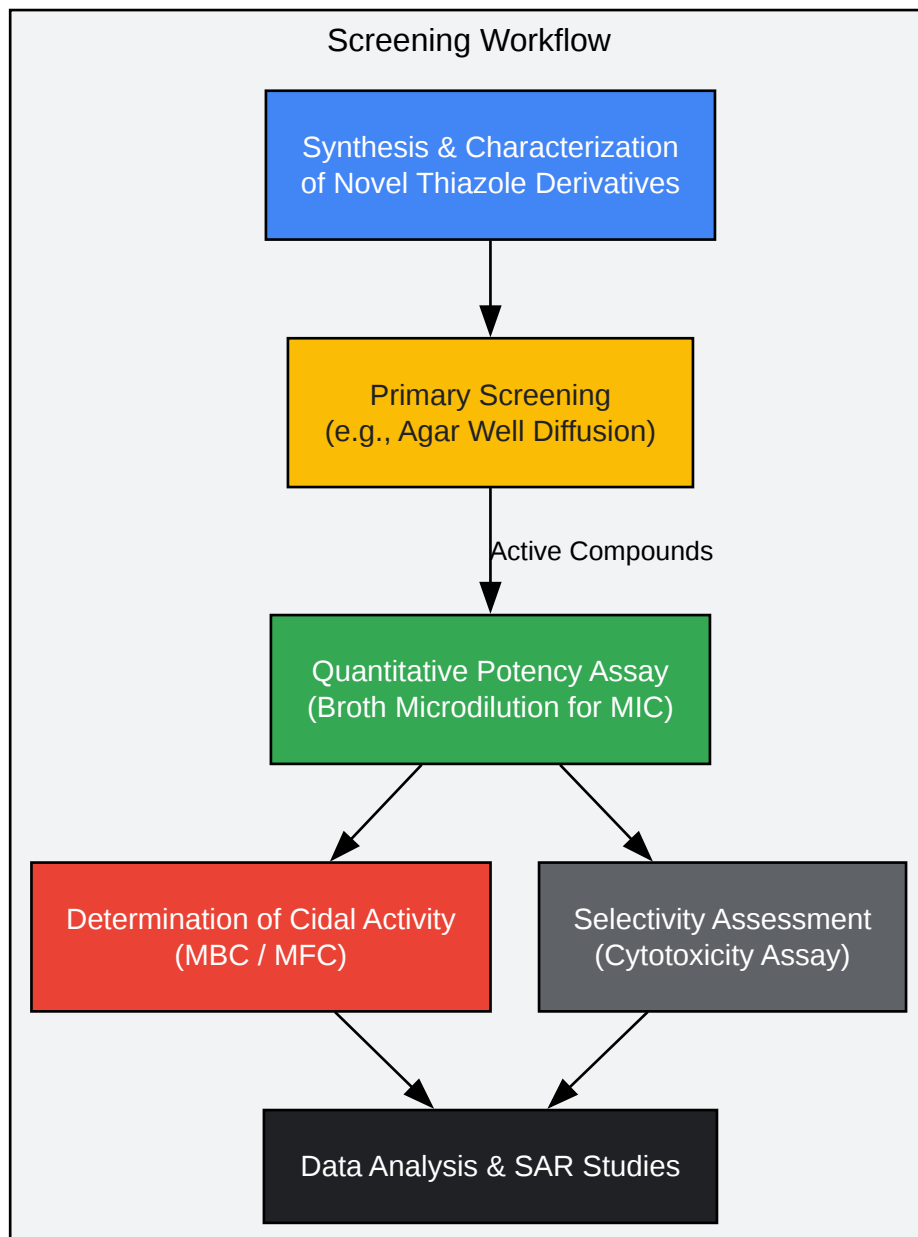 Screening Workflow
Synthesis & Characterization
of Novel Thiazole Derivatives
Primary Screening
(e.g., Agar Well Diffusion)
Active Compounds
Quantitative Potency Assay
(Broth Microdilution for MIC)
Determination of Cidal Activity
(MBC / MFC)
Selectivity Assessment
(Cytotoxicity Assay)
Data Analysis & SAR Studies